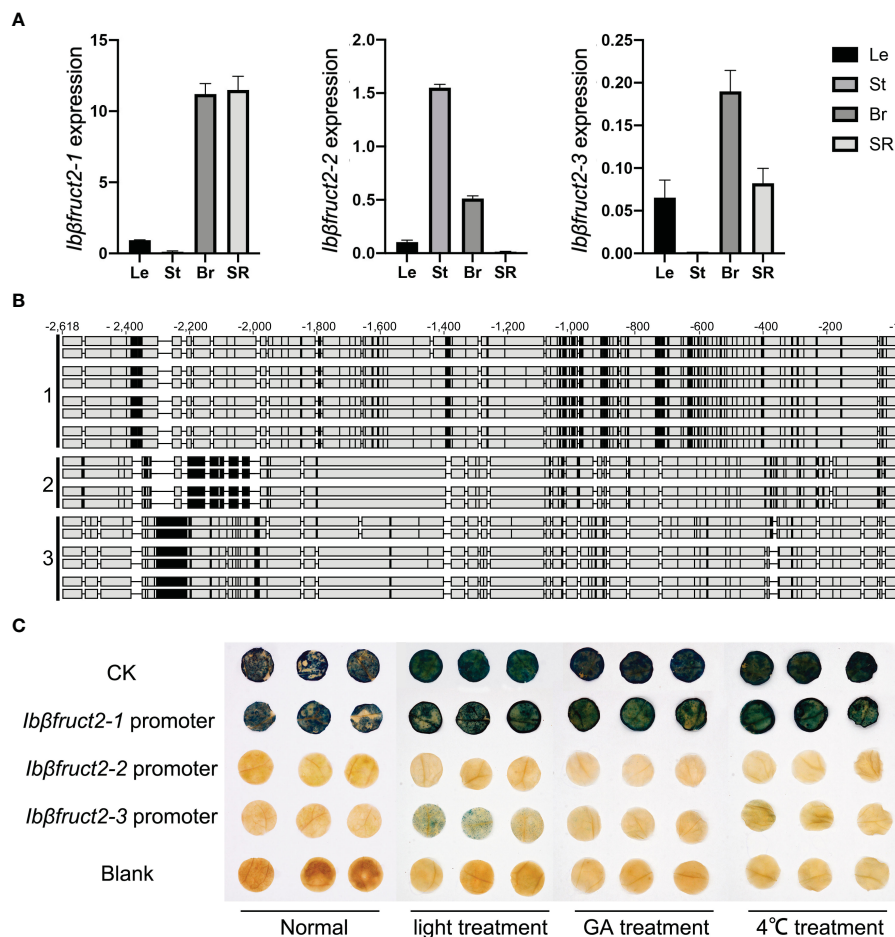 A
Ibβfruct2-1 expression
15
10
5
0
Le St Br SR
Ibβfruct2-2 expression
2.0
1.5
1.0
0.5
0.0
Le St Br SR
Ibβfruct2-3 expression
0.25
0.20
0.15
0.10
0.05
0.00
Le St Br SR
Le
St
Br
SR
B
-2,618 -2,400 -2,200 -2,000 -1,800 -1,600 -1,400 -1,200 -1,000 -800 -600 -400 -200 -1
1
2
3
C
CK
Ibβfruct2-1 promoter
Ibβfruct2-2 promoter
Ibβfruct2-3 promoter
Blank
Normal light treatment GA treatment 4℃ treatment